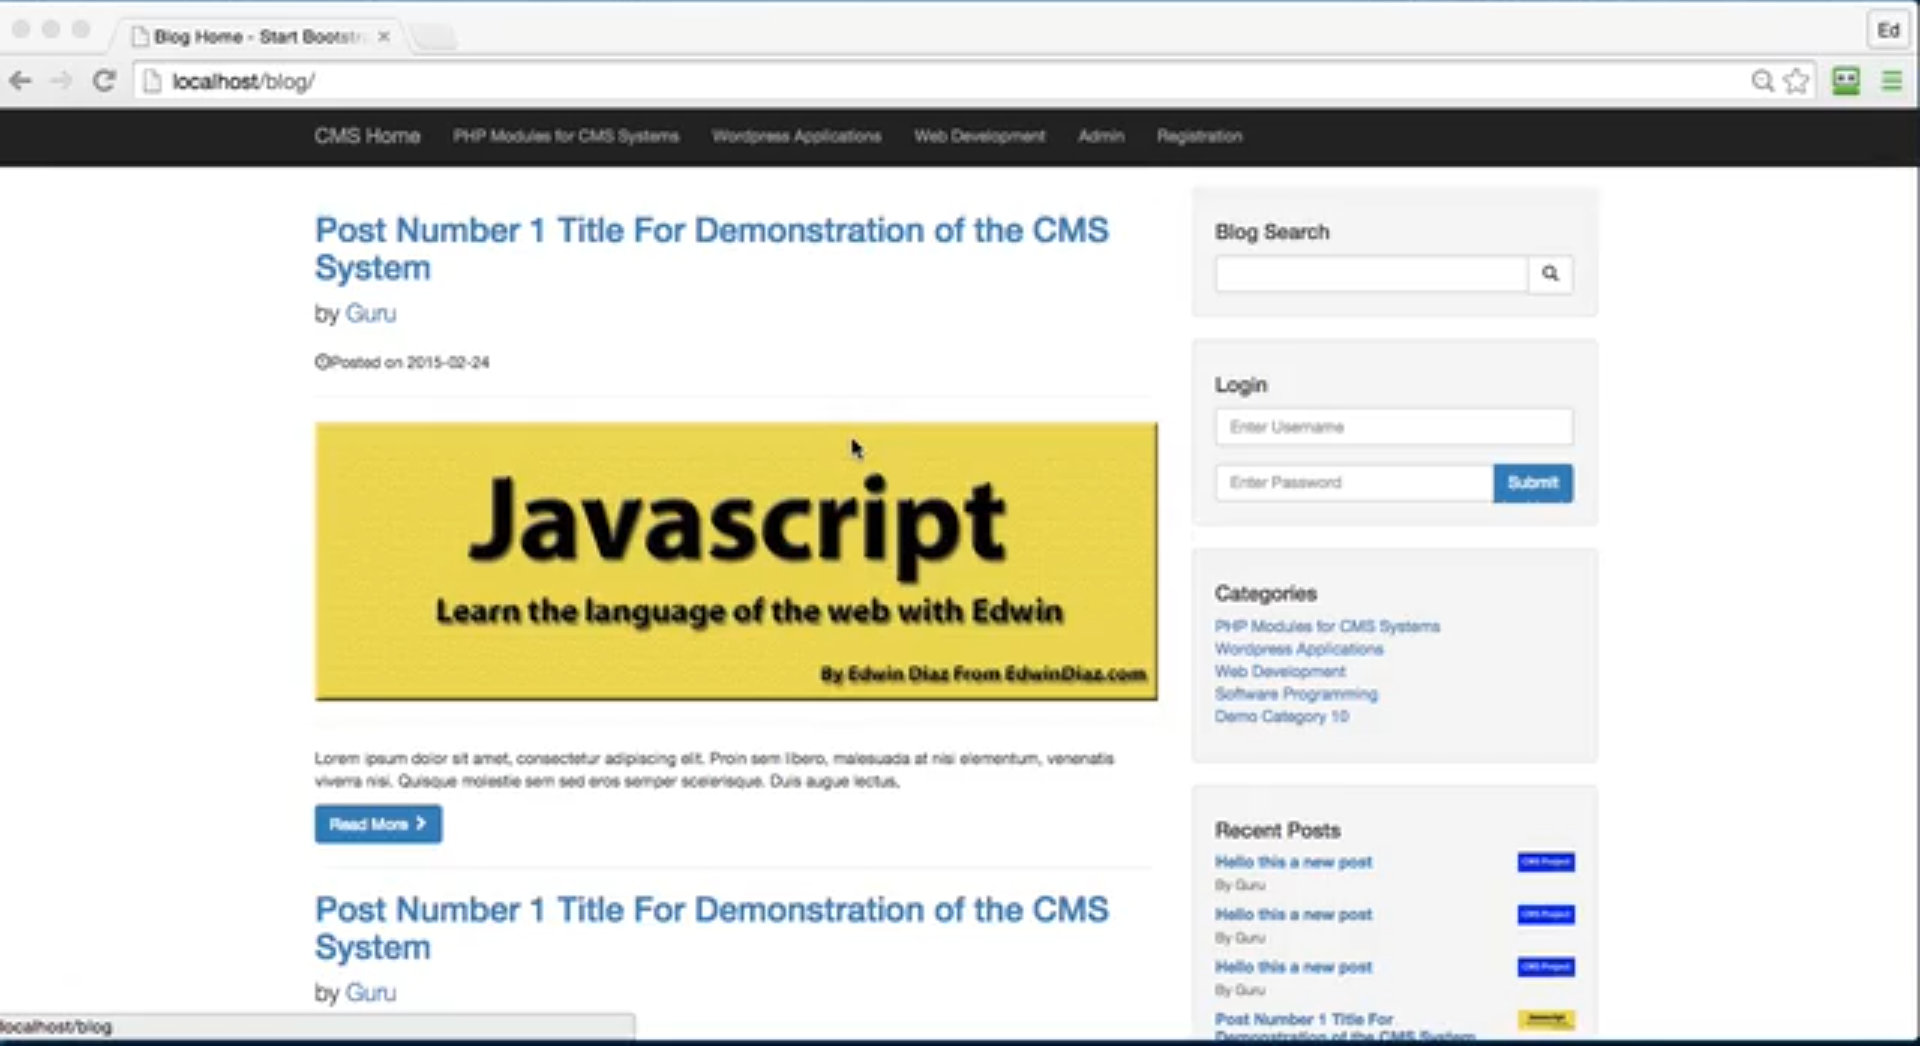 Blog Home - Start Bootstr
Ed
localhost/blog/
CMS Home PHP Modules for CMS Systems Wordpress Applications Web Development Admin Registration
Post Number 1 Title For Demonstration of the CMS
System
by Guru
Posted on 2015-02-24
Javascript
Learn the language of the web with Edwin
By Edwin Diaz From EdwinDiaz.com
Lorem ipsum dolor sit amet, consectetur adipiscing elit. Proin sem libero, malesuada at nisi elementum, venenatis
viverra nisi. Quisque molestie sem sed eros semper scelerisque. Duis augue lectus,
Read More
Post Number 1 Title For Demonstration of the CMS
System
by Guru
Blog Search
Login
Enter Username
Enter Password
Submit
Categories
PHP Modules for CMS Systems
Wordpress Applications
Web Development
Software Programming
Demo Category 10
Recent Posts
Hello this a new post
CMS Project
By Guru
Hello this a new post
CMS Project
By Guru
Hello this a new post
CMS Project
By Guru
Post Number 1 Title For
Javascript
Demonstration of the CMS System
localhost/blog